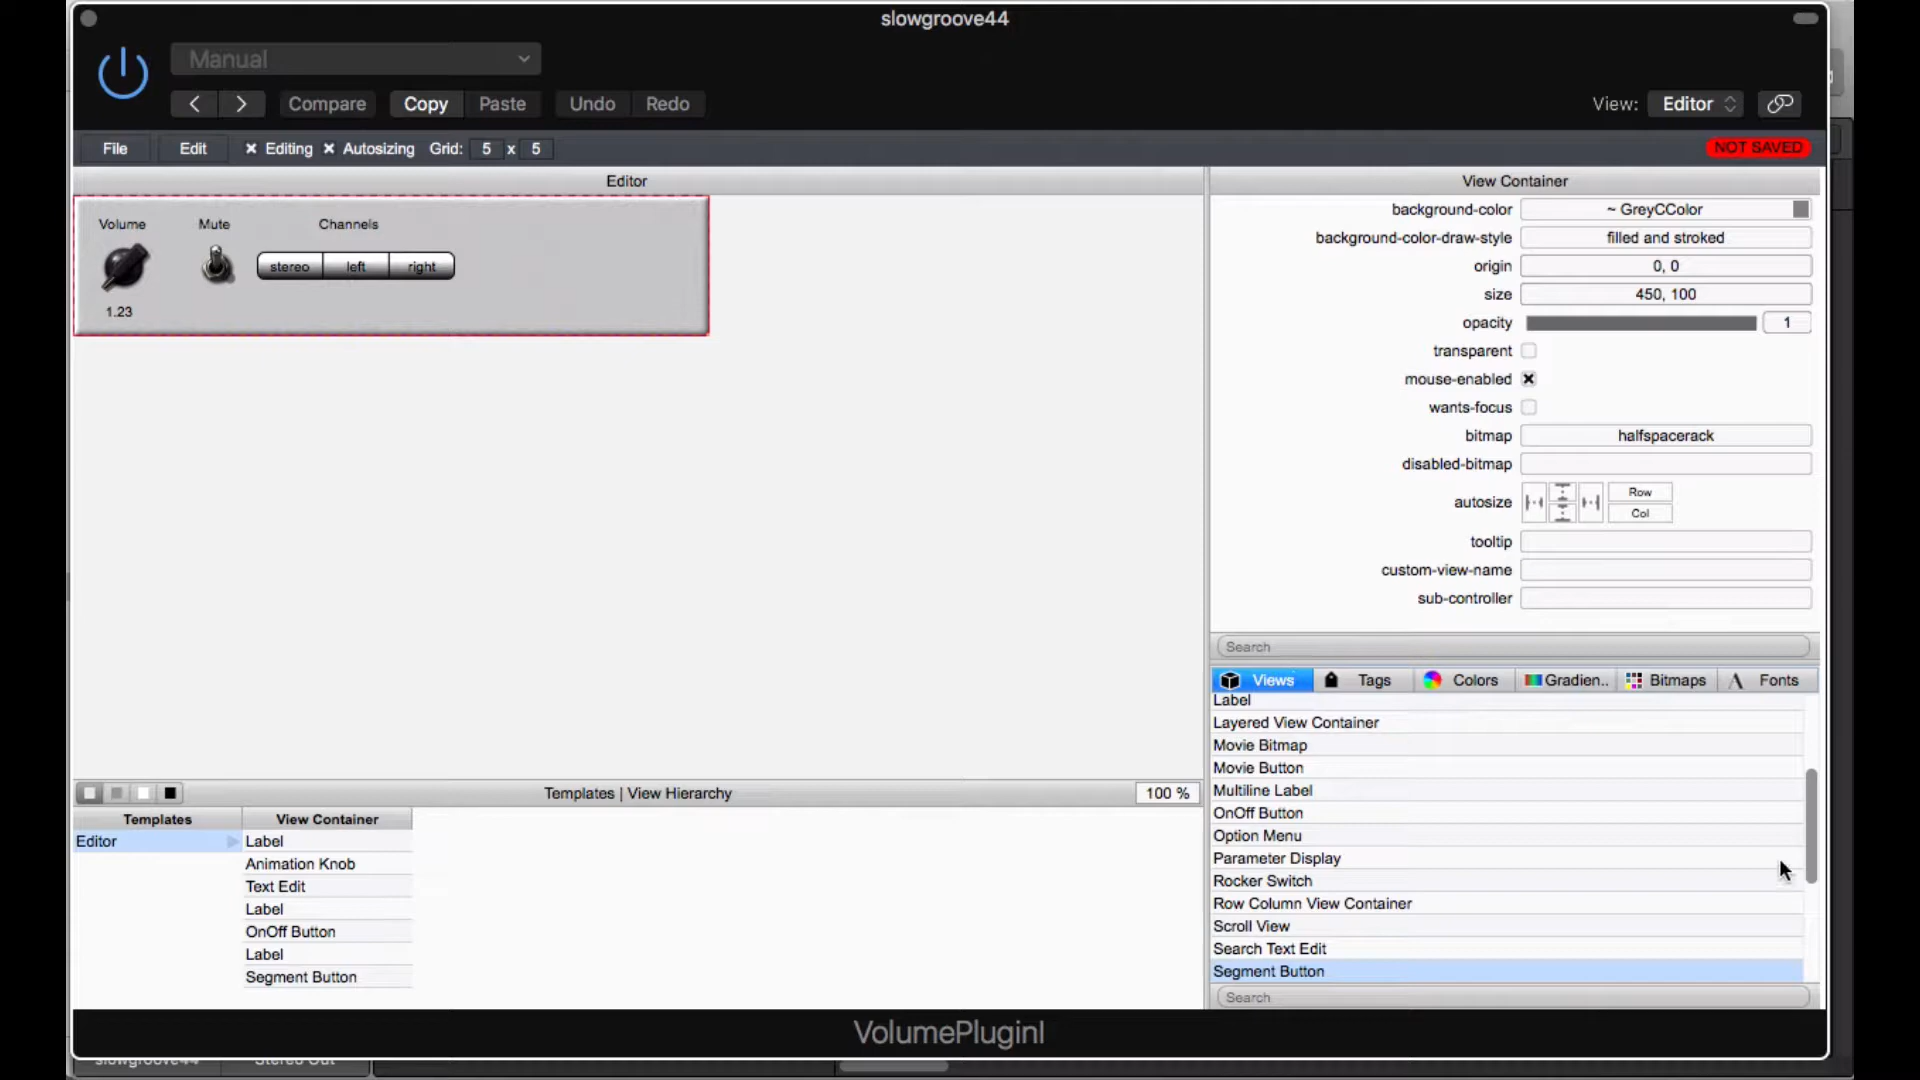 slowgroove44
Manual
Compare Copy Paste Undo Redo
View: Editor
File Edit Editing Autosizing Grid: 5 x 5
NOT SAVED
Editor
Volume Mute Channels
stereo left right
1.23
View Container
background-color ~ GreyCColor
background-color-draw-style filled and stroked
origin 0, 0
size 450, 100
opacity 1
transparent
mouse-enabled
wants-focus
bitmap halfspacerack
disabled-bitmap
autosize Row
Col
tooltip
custom-view-name
sub-controller
Search
Views Tags Colors Gradien.. Bitmaps Fonts
Label
Layered View Container
Movie Bitmap
Movie Button
Multiline Label
OnOff Button
Option Menu
Parameter Display
Rocker Switch
Row Column View Container
Scroll View
Search Text Edit
Segment Button
Search
Templates | View Hierarchy 100 %
Templates View Container
Editor Label
Animation Knob
Text Edit
Label
OnOff Button
Label
Segment Button
VolumePluginI
slowgroove44 Stereo Out